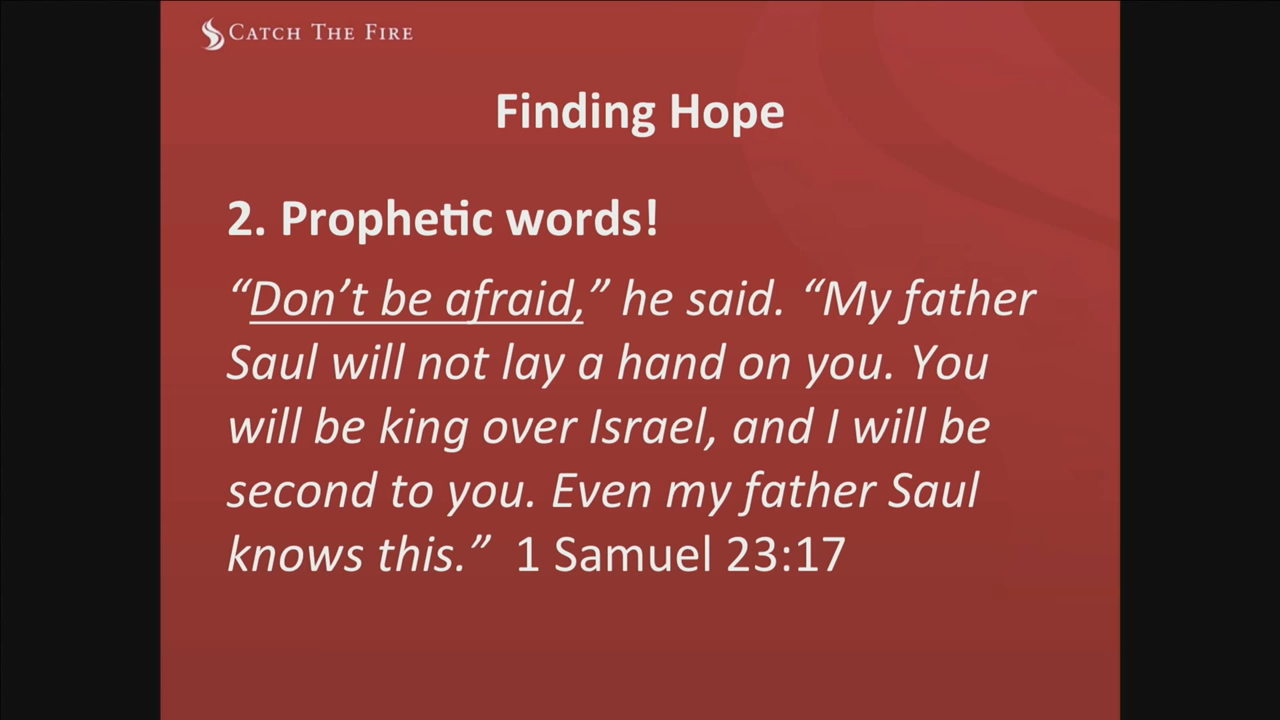 CATCH THE FIRE
Finding Hope
2. Prophetic words!
“Don’t be afraid,” he said. “My father
Saul will not lay a hand on you. You
will be king over Israel, and I will be
second to you. Even my father Saul
knows this.” 1 Samuel 23:17